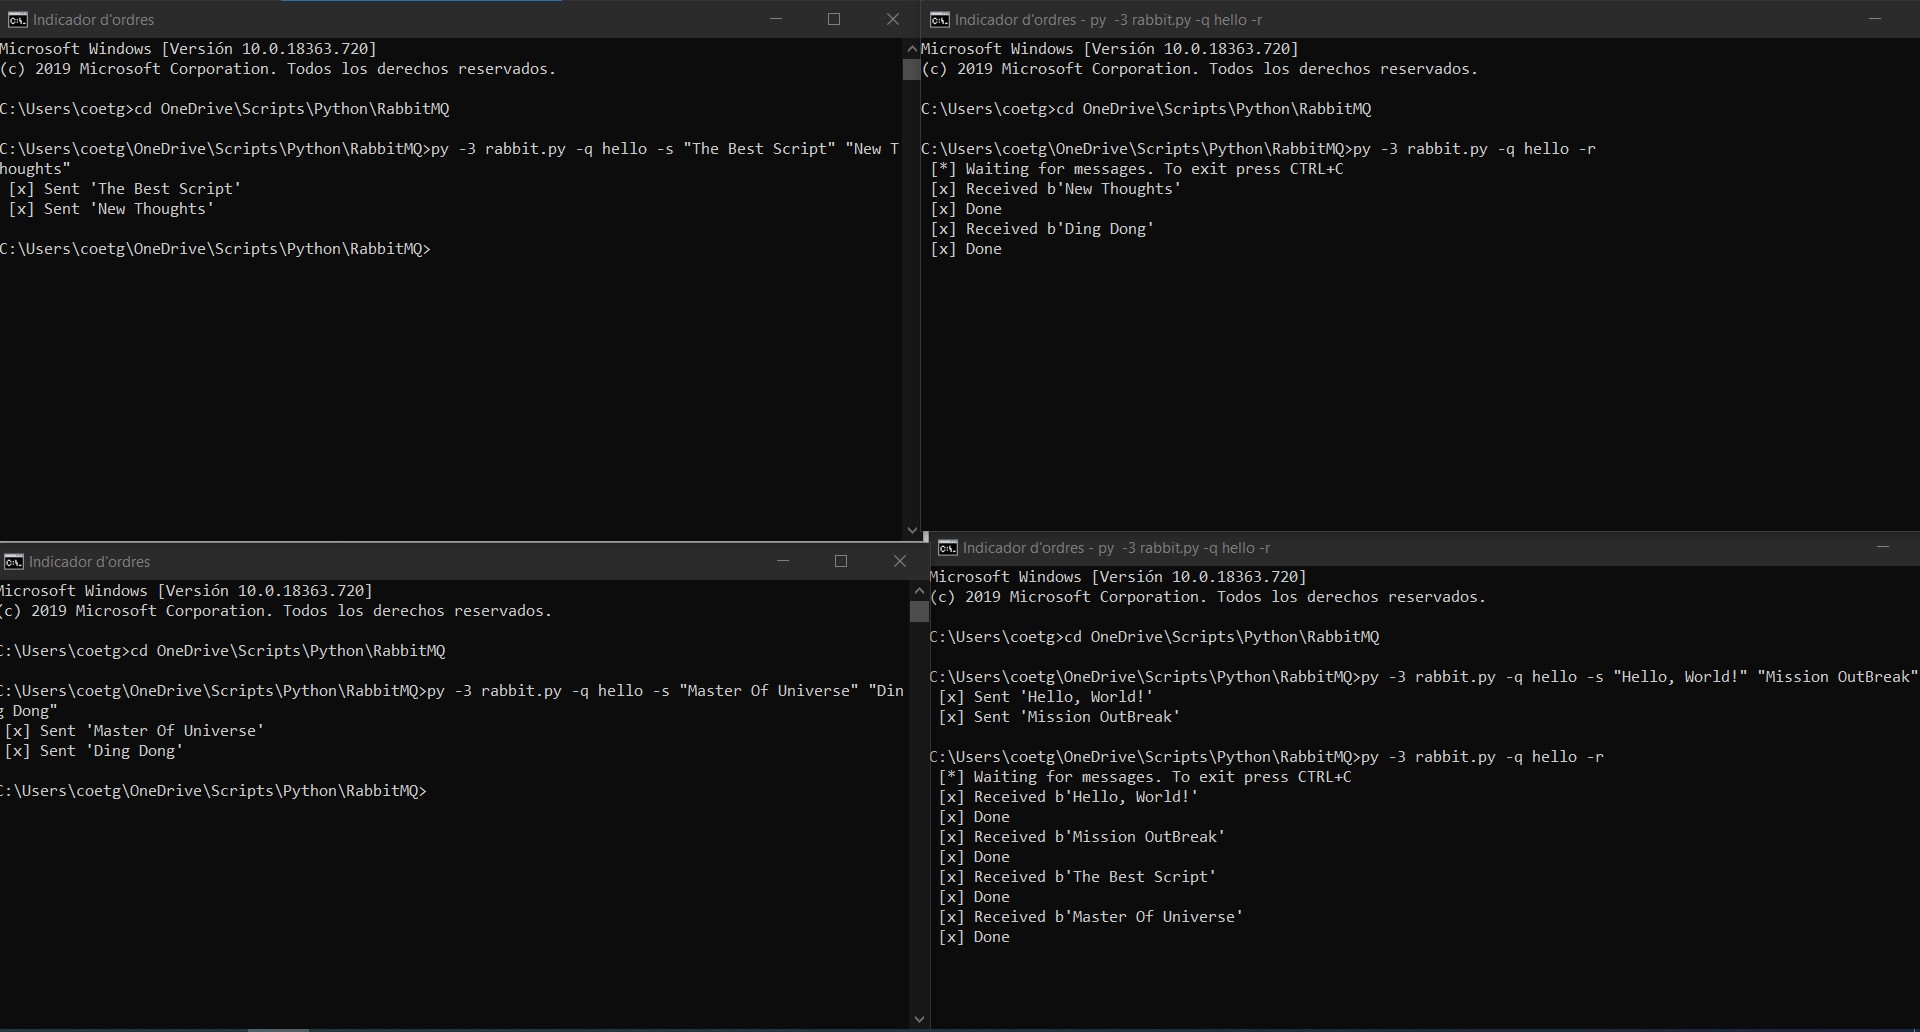 Indicador d'ordres
Microsoft Windows [Versión 10.0.18363.720]
(c) 2019 Microsoft Corporation. Todos los derechos reservados.
C:\Users\coetg>cd OneDrive\Scripts\Python\RabbitMQ
C:\Users\coetg\OneDrive\Scripts\Python\RabbitMQ>py -3 rabbit.py -q hello -s "The Best Script" "New T
houghts"
[x] Sent 'The Best Script'
[x] Sent 'New Thoughts'
C:\Users\coetg\OneDrive\Scripts\Python\RabbitMQ>
Indicador d'ordres - py -3 rabbit.py -q hello -r
Microsoft Windows [Versión 10.0.18363.720]
(c) 2019 Microsoft Corporation. Todos los derechos reservados.
C:\Users\coetg>cd OneDrive\Scripts\Python\RabbitMQ
C:\Users\coetg\OneDrive\Scripts\Python\RabbitMQ>py -3 rabbit.py -q hello -r
[*] Waiting for messages. To exit press CTRL+C
[x] Received b'New Thoughts'
[x] Done
[x] Received b'Ding Dong'
[x] Done
Indicador d'ordres
Microsoft Windows [Versión 10.0.18363.720]
(c) 2019 Microsoft Corporation. Todos los derechos reservados.
C:\Users\coetg>cd OneDrive\Scripts\Python\RabbitMQ
C:\Users\coetg\OneDrive\Scripts\Python\RabbitMQ>py -3 rabbit.py -q hello -s "Master Of Universe" "Din
g Dong"
[x] Sent 'Master Of Universe'
[x] Sent 'Ding Dong'
C:\Users\coetg\OneDrive\Scripts\Python\RabbitMQ>
Indicador d'ordres - py -3 rabbit.py -q hello -r
Microsoft Windows [Versión 10.0.18363.720]
(c) 2019 Microsoft Corporation. Todos los derechos reservados.
C:\Users\coetg>cd OneDrive\Scripts\Python\RabbitMQ
C:\Users\coetg\OneDrive\Scripts\Python\RabbitMQ>py -3 rabbit.py -q hello -s "Hello, World!" "Mission OutBreak"
[x] Sent 'Hello, World!'
[x] Sent 'Mission OutBreak'
C:\Users\coetg\OneDrive\Scripts\Python\RabbitMQ>py -3 rabbit.py -q hello -r
[*] Waiting for messages. To exit press CTRL+C
[x] Received b'Hello, World!'
[x] Done
[x] Received b'Mission OutBreak'
[x] Done
[x] Received b'The Best Script'
[x] Done
[x] Received b'Master Of Universe'
[x] Done